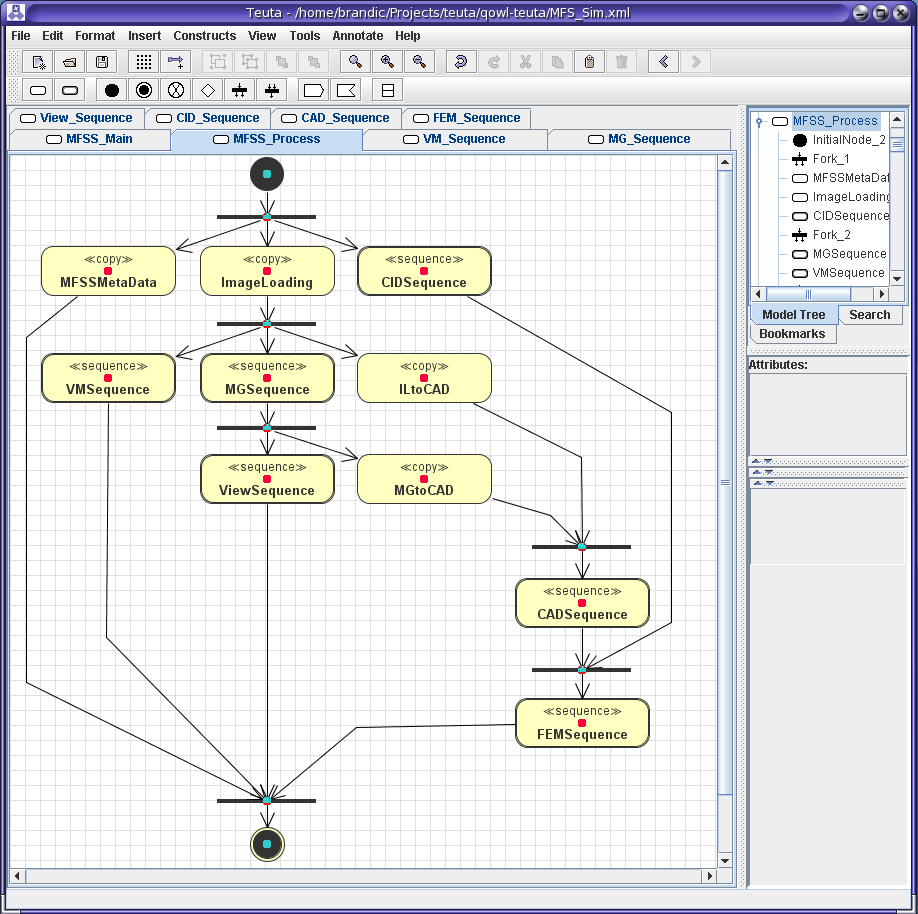 Teuta - /home/brandic/Projects/teuta/qowl-teuta/MFS_Sim.xml
File Edit Format Insert Constructs View Tools Annotate Help
View_Sequence CID_Sequence CAD_Sequence FEM_Sequence
MFSS_Main MFSS_Process VM_Sequence MG_Sequence
≪copy≫
MFSSMetaData
≪copy≫
ImageLoading
≪sequence≫
CIDSequence
≪sequence≫
VMSequence
≪sequence≫
MGSequence
≪copy≫
ILtoCAD
≪sequence≫
ViewSequence
≪copy≫
MGtoCAD
≪sequence≫
CADSequence
≪sequence≫
FEMSequence
MFSS_Process
InitialNode_2
Fork_1
MFSSMetaDat
ImageLoading
CIDSequence
Fork_2
MGSequence
VMSequence
Model Tree Search
Bookmarks
Attributes: